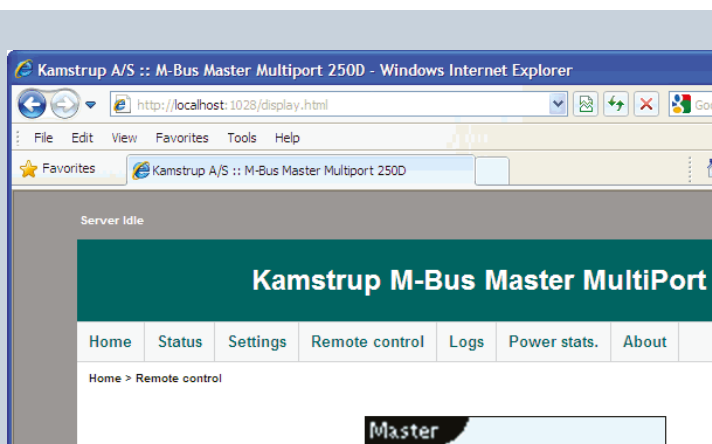 Kamstrup A/S :: M-Bus Master Multiport 250D - Windows Internet Explorer
http://localhost:1028/display.html
File Edit View Favorites Tools Help
Favorites Kamstrup A/S :: M-Bus Master Multiport 250D
Server Idle
Kamstrup M-Bus Master MultiPort
Home Status Settings Remote control Logs Power stats. About
Home > Remote control
Master